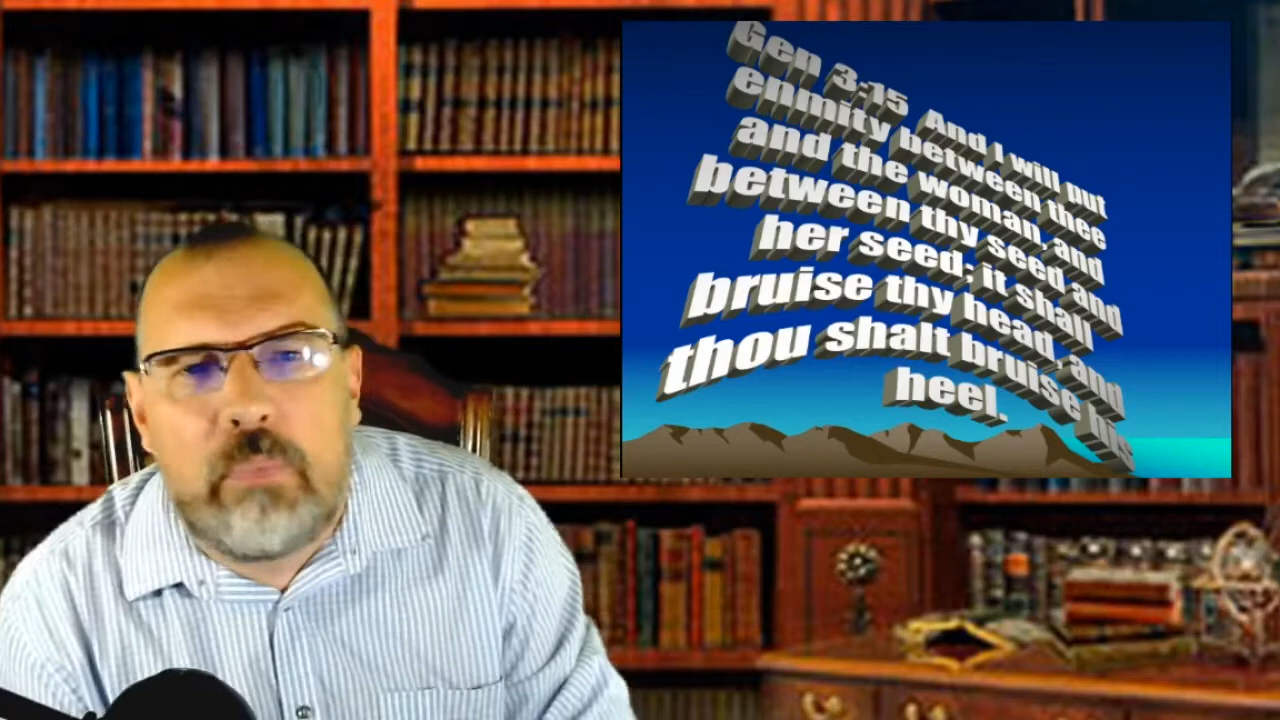 Gen 3:15 And I will put
enmity between thee
and the woman, and
between thy seed and
her seed; it shall
bruise thy head, and
thou shalt bruise his
heel.